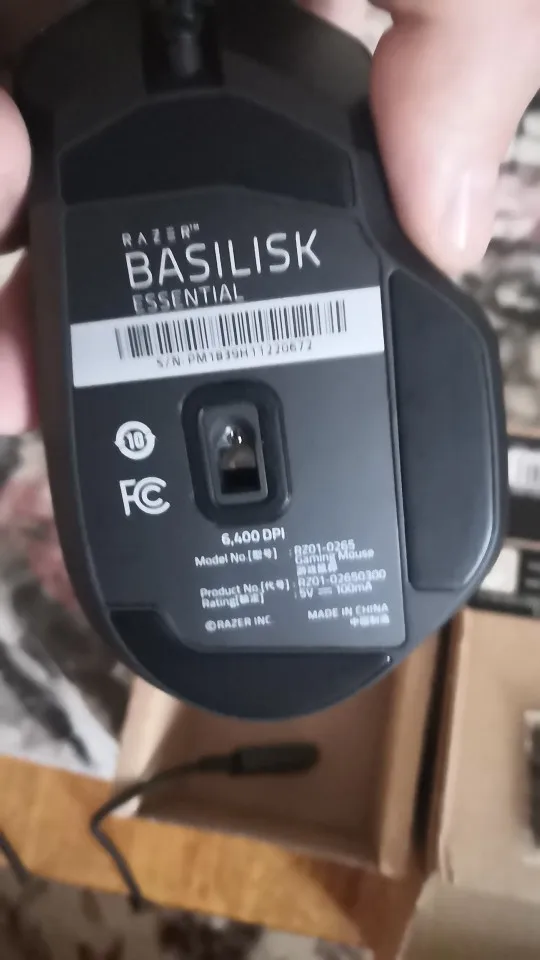 RAZER™
BASILISK
ESSENTIAL
S/N PM1839H11220672
10
FC
6,400 DPI
Model No.[型号] : RZ01-0265
Gaming Mouse
游戏鼠标
Product No.[代号] : RZ01-02650300
Rating[额定] : 5V ⎓ 100mA
©RAZER INC.
MADE IN CHINA
中国制造